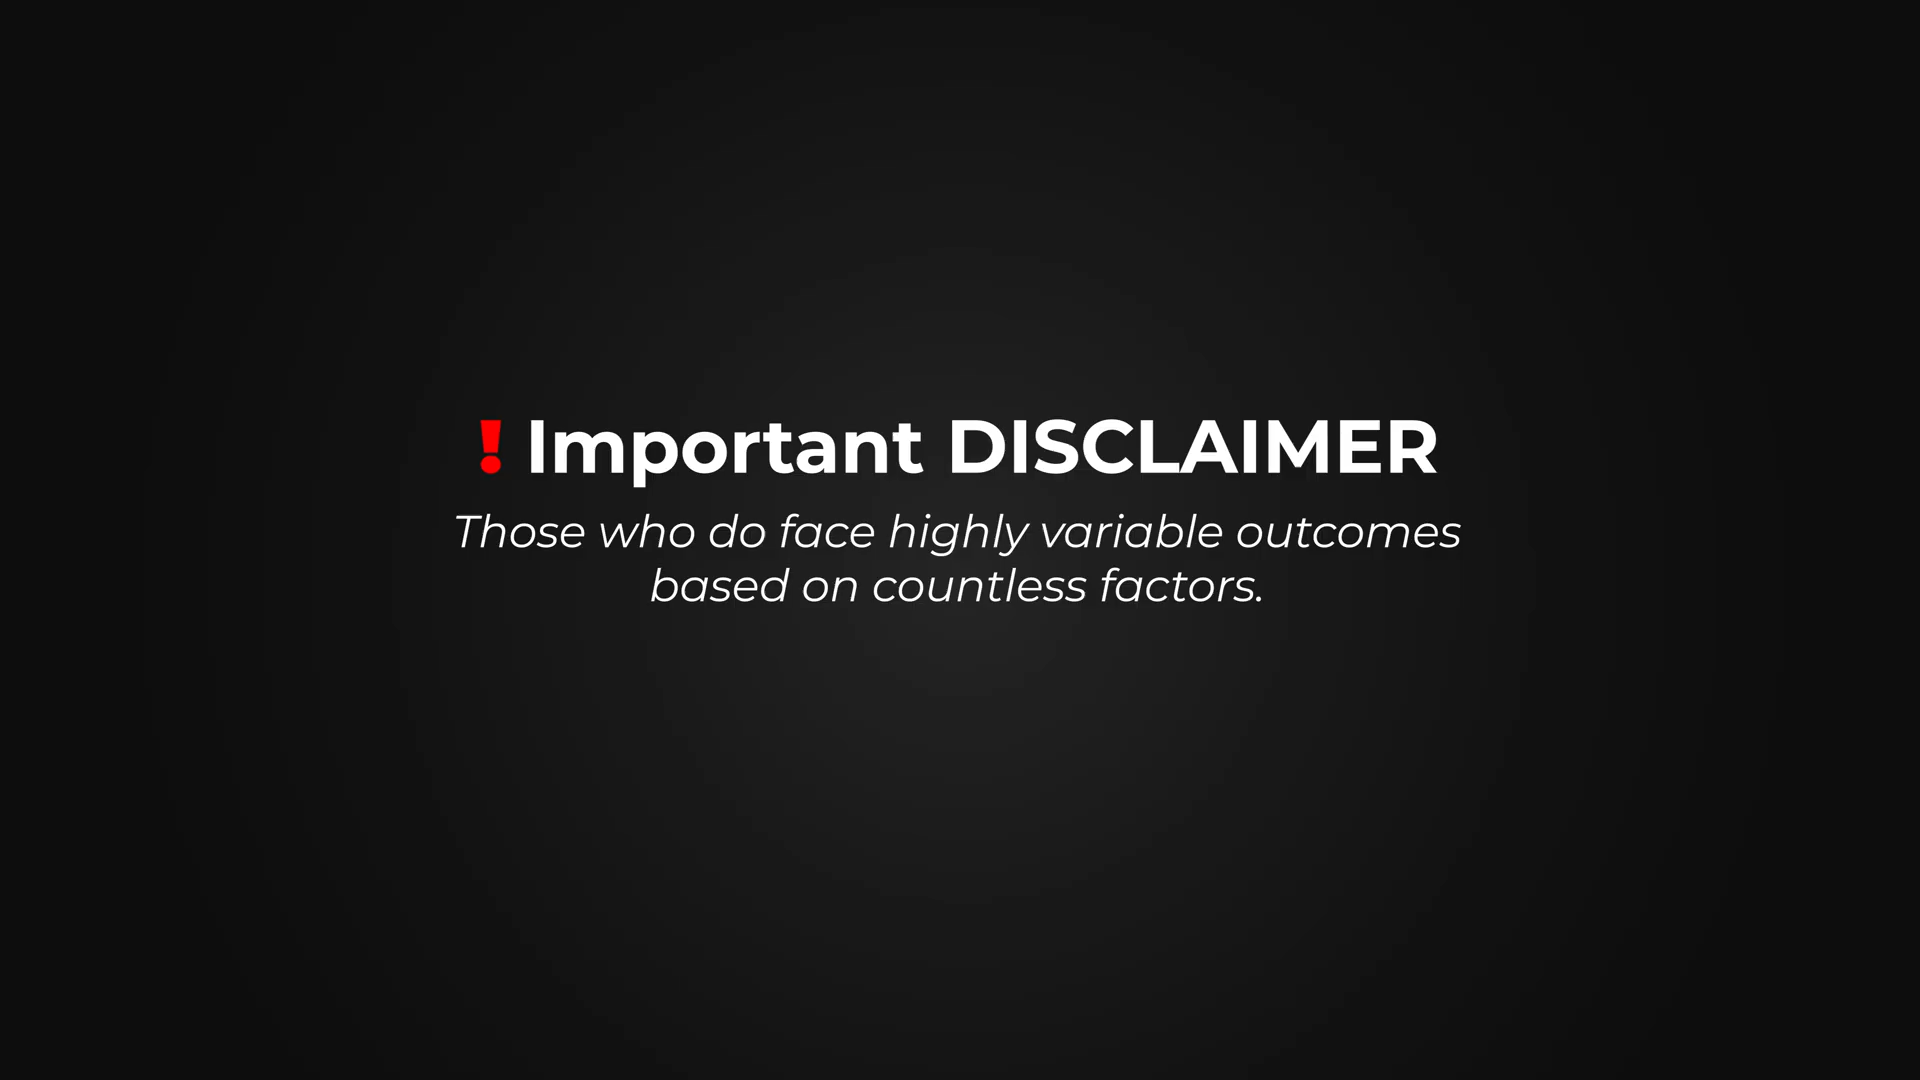 ! Important DISCLAIMER
Those who do face highly variable outcomes
based on countless factors.